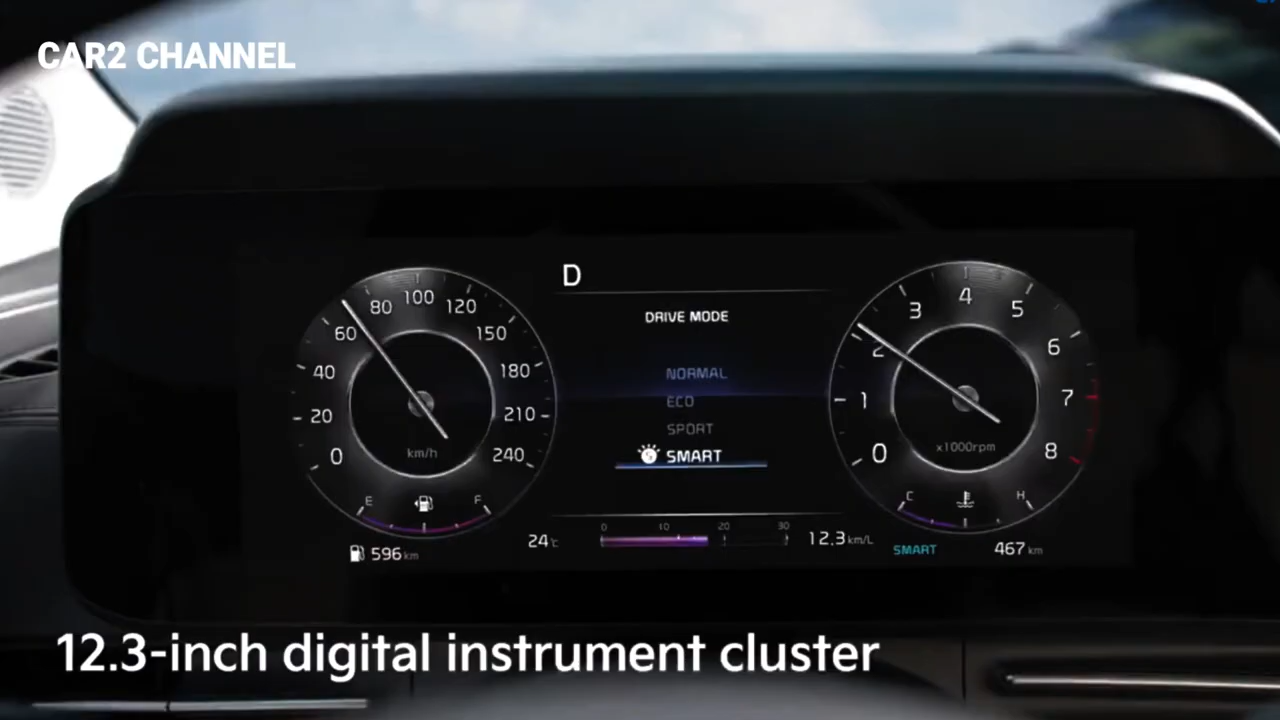 CAR2 CHANNEL
D
DRIVE MODE
NORMAL
ECO
SPORT
SMART
0 20 40 60 80 100 120 150 180 210 240
km/h
E F
596 km
24°C
0 10 20 30
12.3 km/L
0 1 2 3 4 5 6 7 8
x1000rpm
C H
SMART
467 km
12.3-inch digital instrument cluster